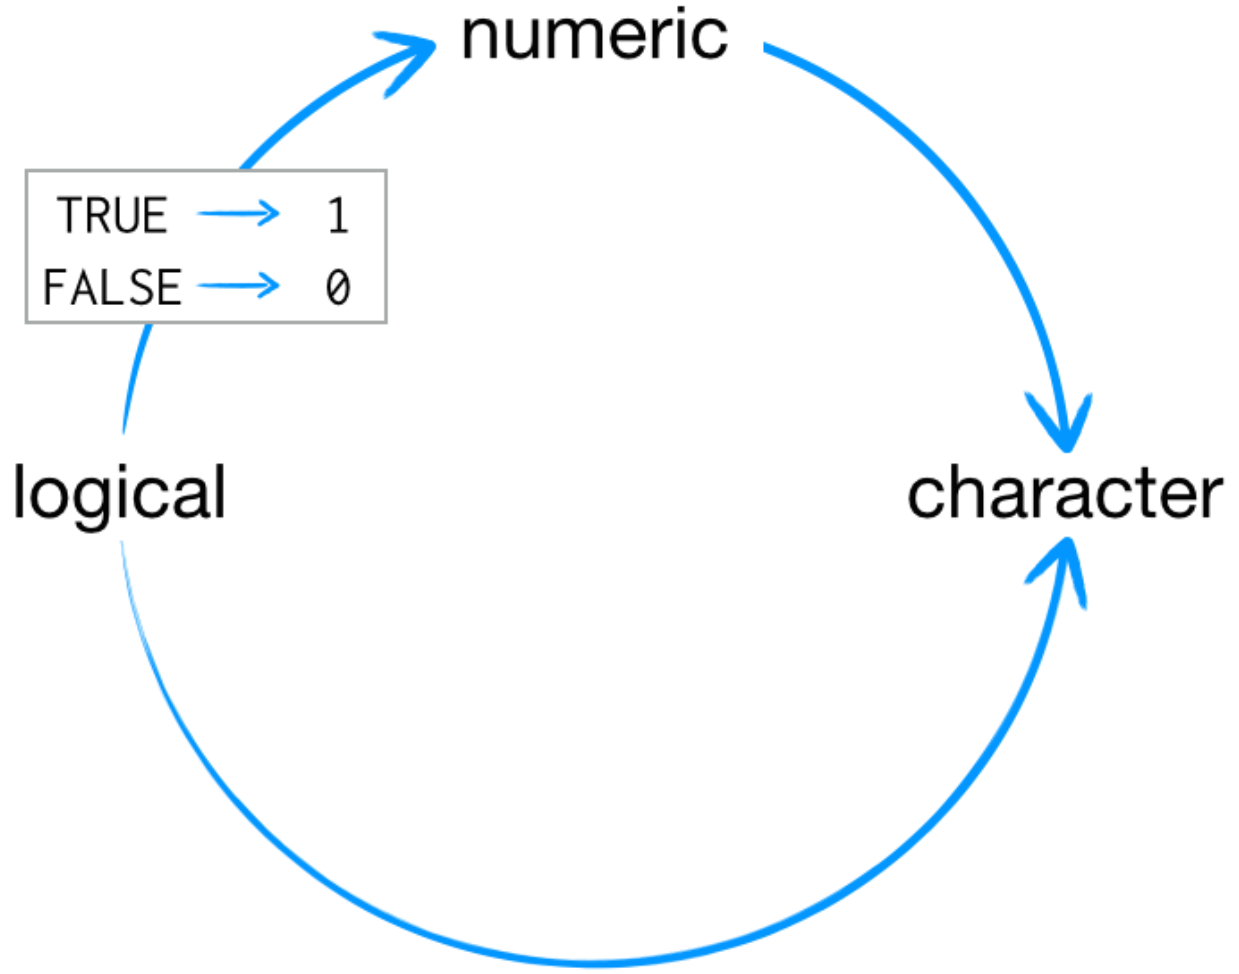 numeric
TRUE → 1
FALSE → 0
logical
character